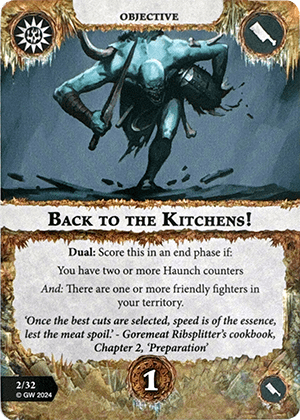 OBJECTIVE
BACK TO THE KITCHENS!
Dual: Score this in an end phase if:
You have two or more Haunch counters
And: There are one or more friendly fighters in
your territory.
‘Once the best cuts are selected, speed is of the essence,
lest the meat spoil.’ - Goremeat Ribsplitter’s cookbook,
Chapter 2, ‘Preparation’
2/32
© GW 2024
1